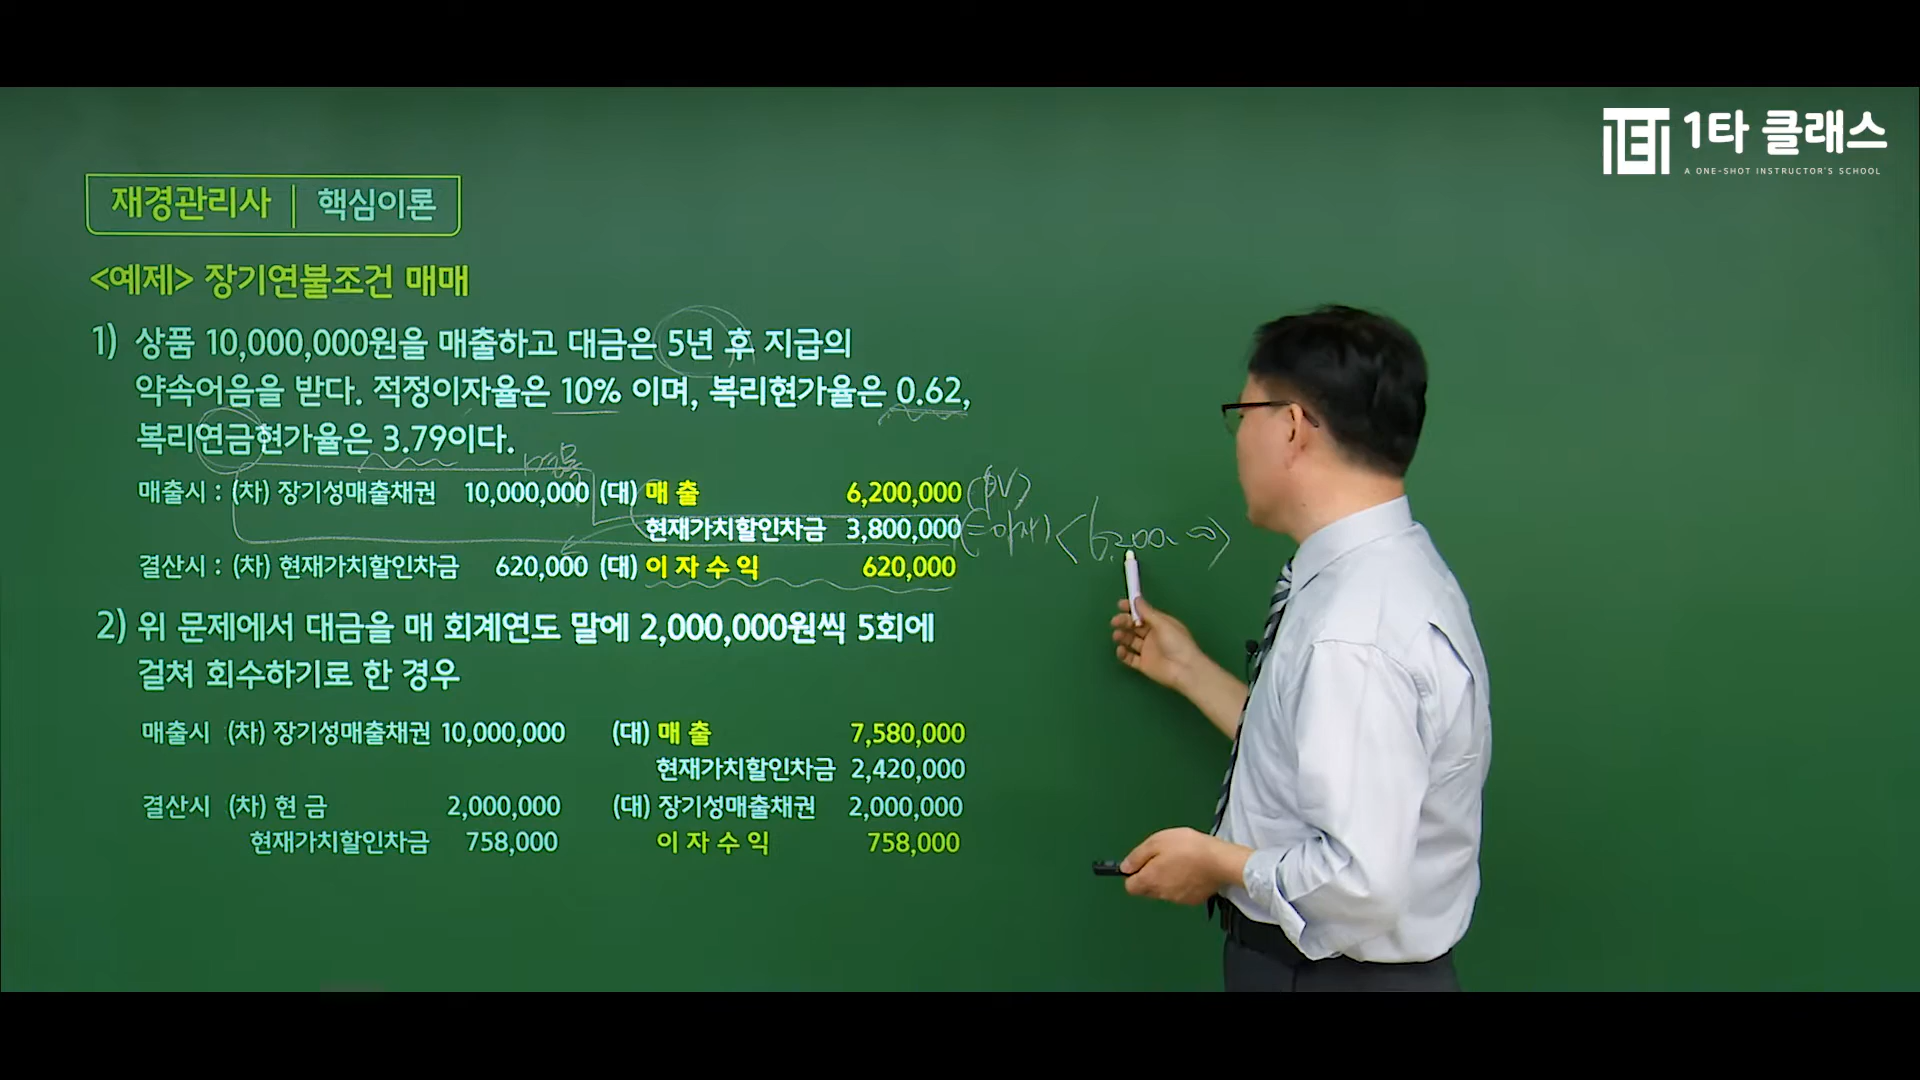 1타 클래스
A ONE-SHOT INSTRUCTOR'S SCHOOL
재경관리사 | 핵심이론
<예제> 장기연불조건 매매
1) 상품 10,000,000원을 매출하고 대금은 5년 후 지급의
약속어음을 받다. 적정이자율은 10% 이며, 복리현가율은 0.62,
복리연금현가율은 3.79이다.
매출시 : (차) 장기성매출채권 10,000,000 (대) 매 출 6,200,000 (PV)
현재가치할인차금 3,800,000
결산시 : (차) 현재가치할인차금 620,000 (대) 이 자 수 익 620,000
2) 위 문제에서 대금을 매 회계연도 말에 2,000,000원씩 5회에
걸쳐 회수하기로 한 경우
매출시 (차) 장기성매출채권 10,000,000 (대) 매 출 7,580,000
현재가치할인차금 2,420,000
결산시 (차) 현 금 2,000,000 (대) 장기성매출채권 2,000,000
현재가치할인차금 758,000 이 자 수 익 758,000